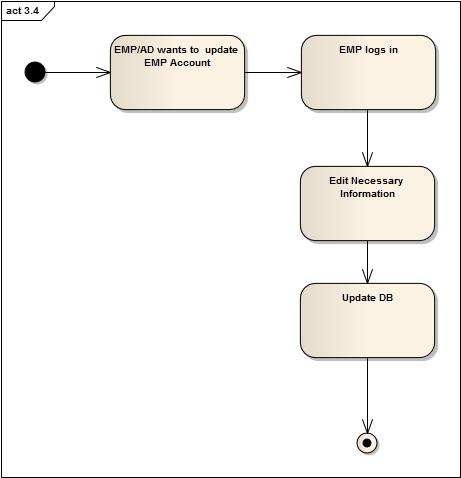 act 3.4
EMP/AD wants to  update
EMP Account
EMP logs in
Edit Necessary
Information
Update DB